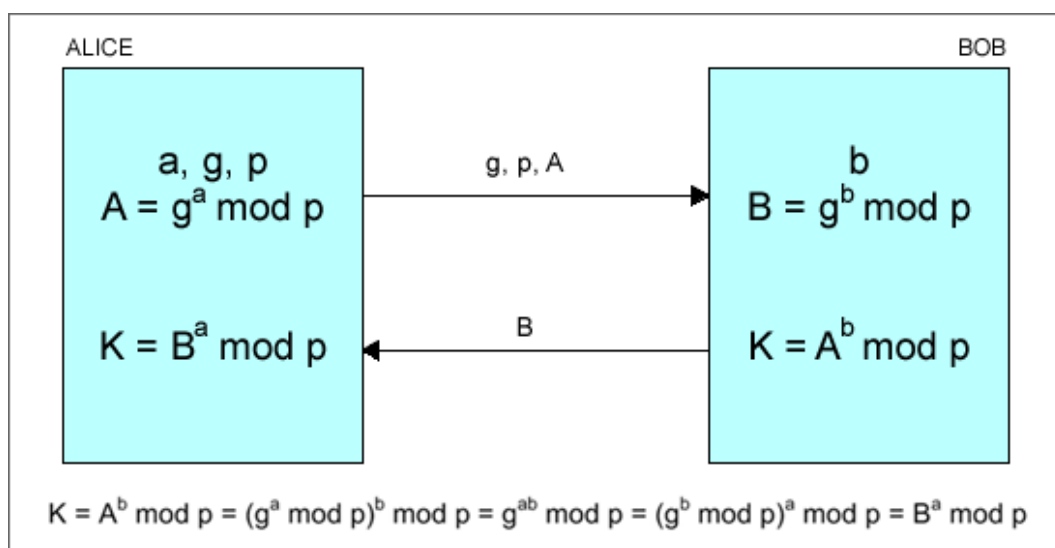 ALICE
BOB
a, g, p
A = gᵃ mod p
g, p, A
b
B = gᵇ mod p
K = Bᵃ mod p
B
K = Aᵇ mod p
K = Aᵇ mod p = (gᵃ mod p)ᵇ mod p = gᵃᵇ mod p = (gᵇ mod p)ᵃ mod p = Bᵃ mod p